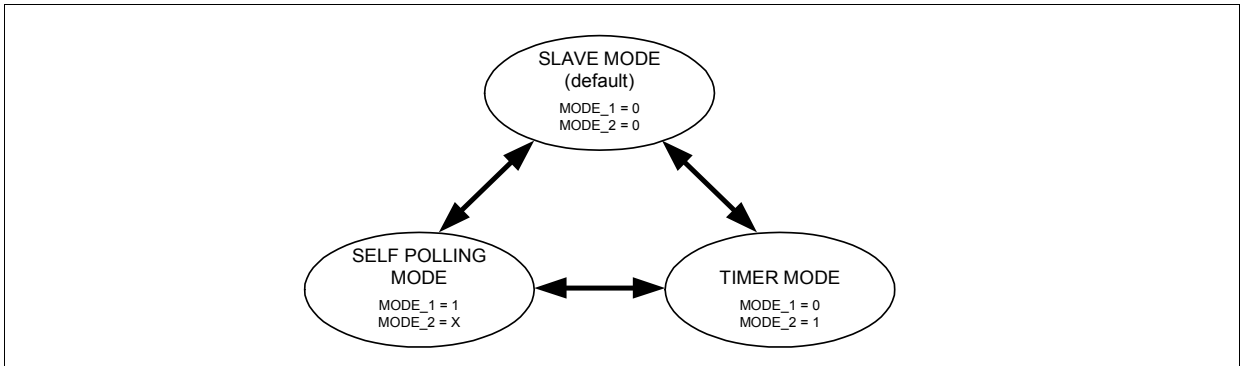 SLAVE MODE
(default)
MODE_1 = 0
MODE_2 = 0
SELF POLLING
MODE
MODE_1 = 1
MODE_2 = X
TIMER MODE
MODE_1 = 0
MODE_2 = 1